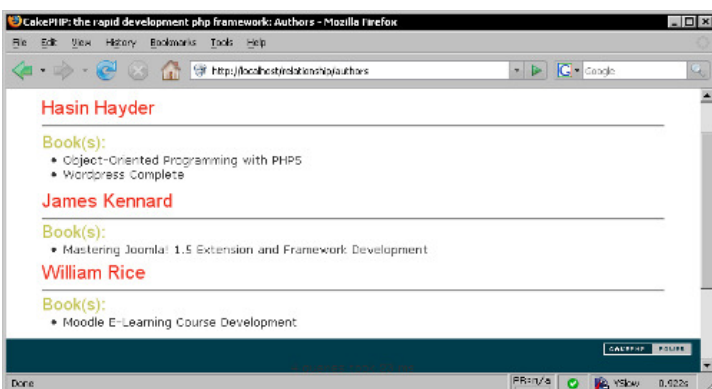 CakePHP: the rapid development php framework: Authors - Mozilla Firefox
File Edit View History Bookmarks Tools Help
http://localhost/relationship/authors
Google
Hasin Hayder
Book(s):
• Object-Oriented Programming with PHP5
• Wordpress Complete
James Kennard
Book(s):
• Mastering Joomla! 1.5 Extension and Framework Development
William Rice
Book(s):
• Moodle E-Learning Course Development
CAKEPHP POWER
Done PR:n/a YSlow 0.922s